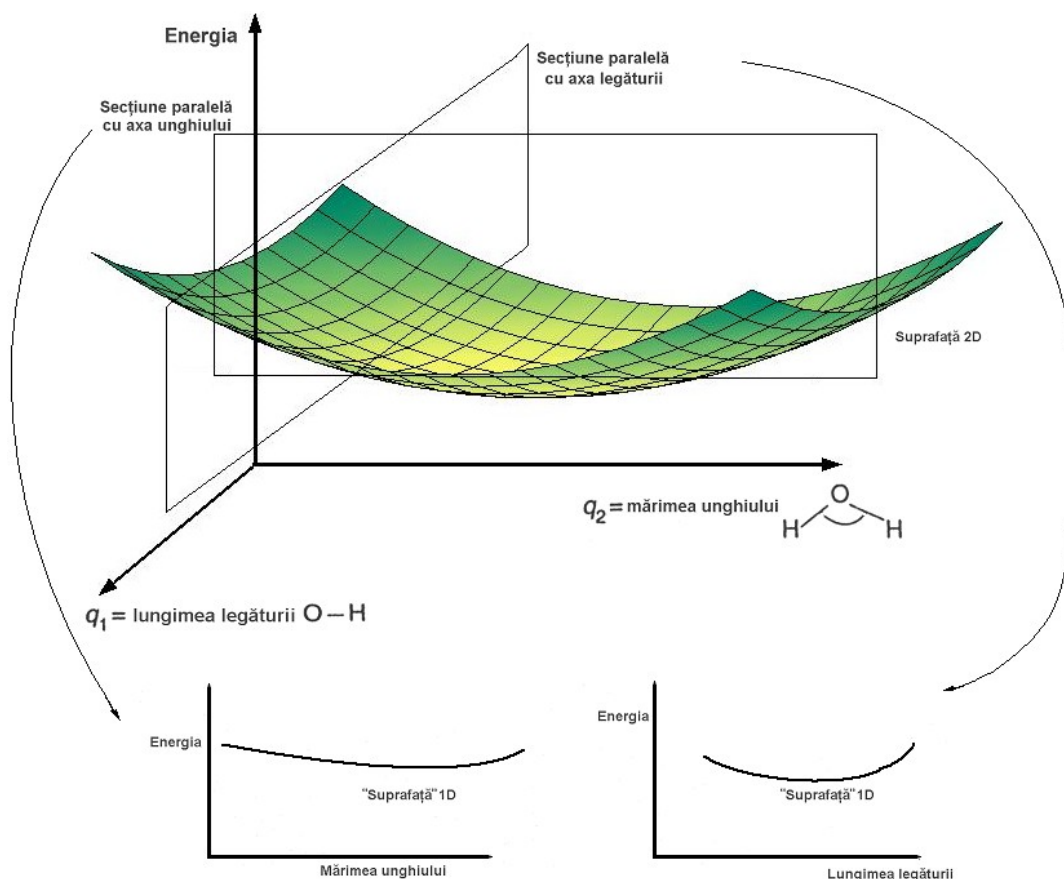 Energia
Secțiune paralelă
cu axa legăturii
Secțiune paralelă
cu axa unghiului
Suprafață 2D
q2 = mărimea unghiului
O
H H
q1 = lungimea legăturii O – H
Energia
"Suprafață" 1D
Mărimea unghiului
Energia
"Suprafață" 1D
Lungimea legăturii